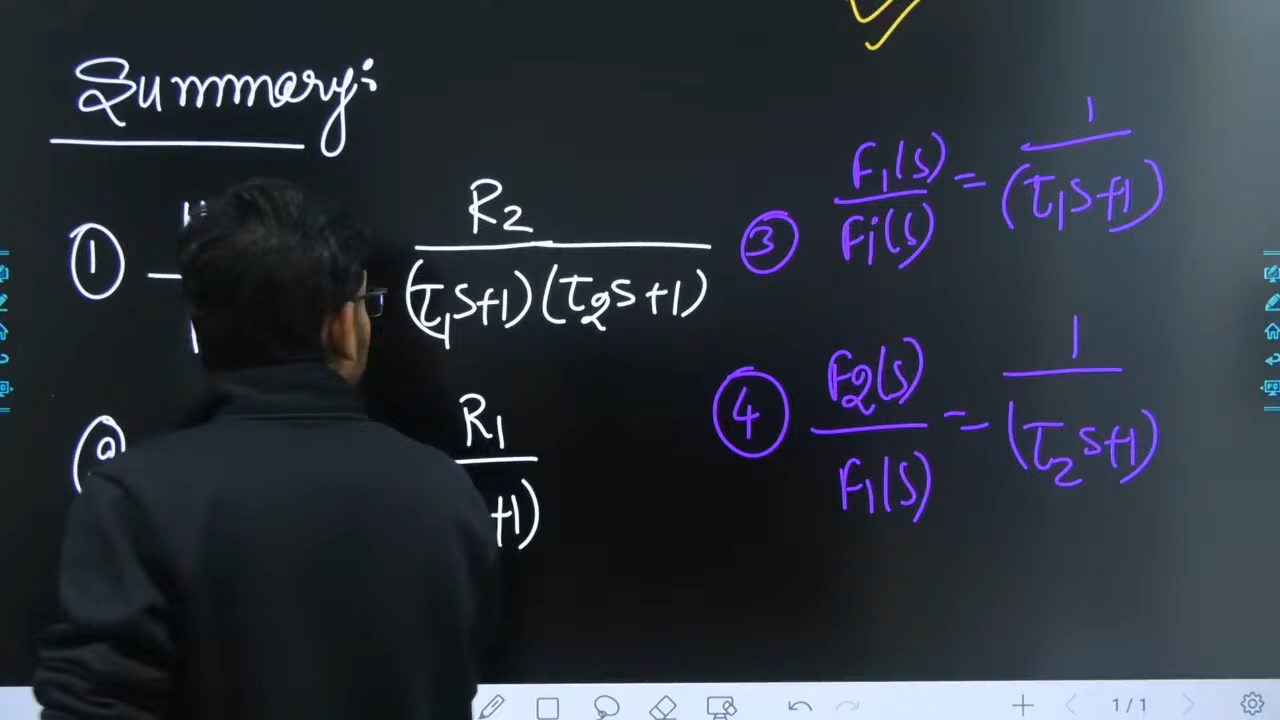 Summary:
① R2 / (τ1s+1)(τ2s+1)
R1 / +1)
③ F1(s) / Fi(s) = 1 / (τ1s+1)
④ F2(s) / F1(s) = 1 / (τ2s+1)
1/1